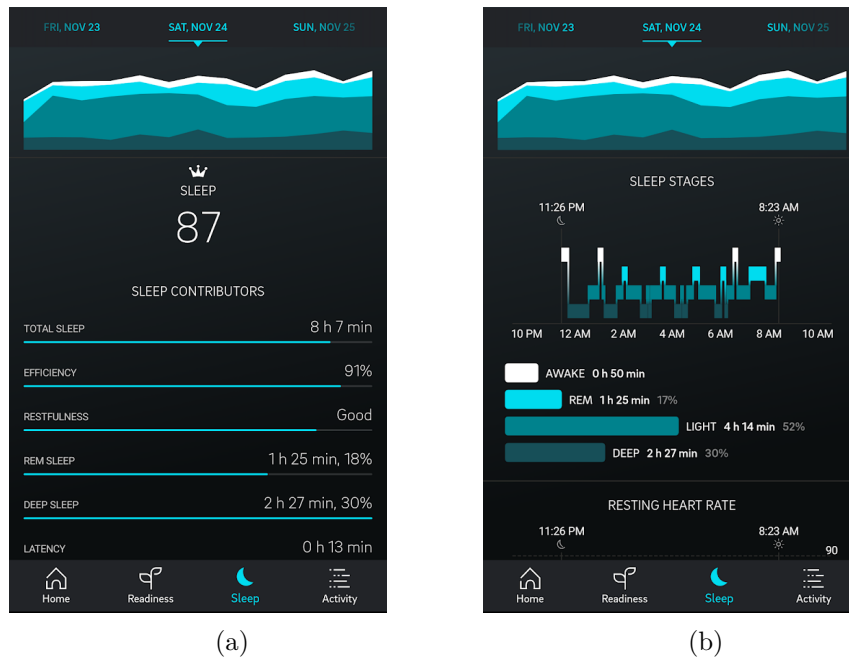 FRI, NOV 23 SAT, NOV 24 SUN, NOV 25
SLEEP
87
SLEEP CONTRIBUTORS
TOTAL SLEEP 8 h 7 min
EFFICIENCY 91%
RESTFULNESS Good
REM SLEEP 1 h 25 min, 18%
DEEP SLEEP 2 h 27 min, 30%
LATENCY 0 h 13 min
Home Readiness Sleep Activity
(a)
FRI, NOV 23 SAT, NOV 24 SUN, NOV 25
SLEEP STAGES
11:26 PM 8:23 AM
10 PM 12 AM 2 AM 4 AM 6 AM 8 AM 10 AM
AWAKE 0 h 50 min
REM 1 h 25 min 17%
LIGHT 4 h 14 min 52%
DEEP 2 h 27 min 30%
RESTING HEART RATE
11:26 PM 8:23 AM
90
Home Readiness Sleep Activity
(b)